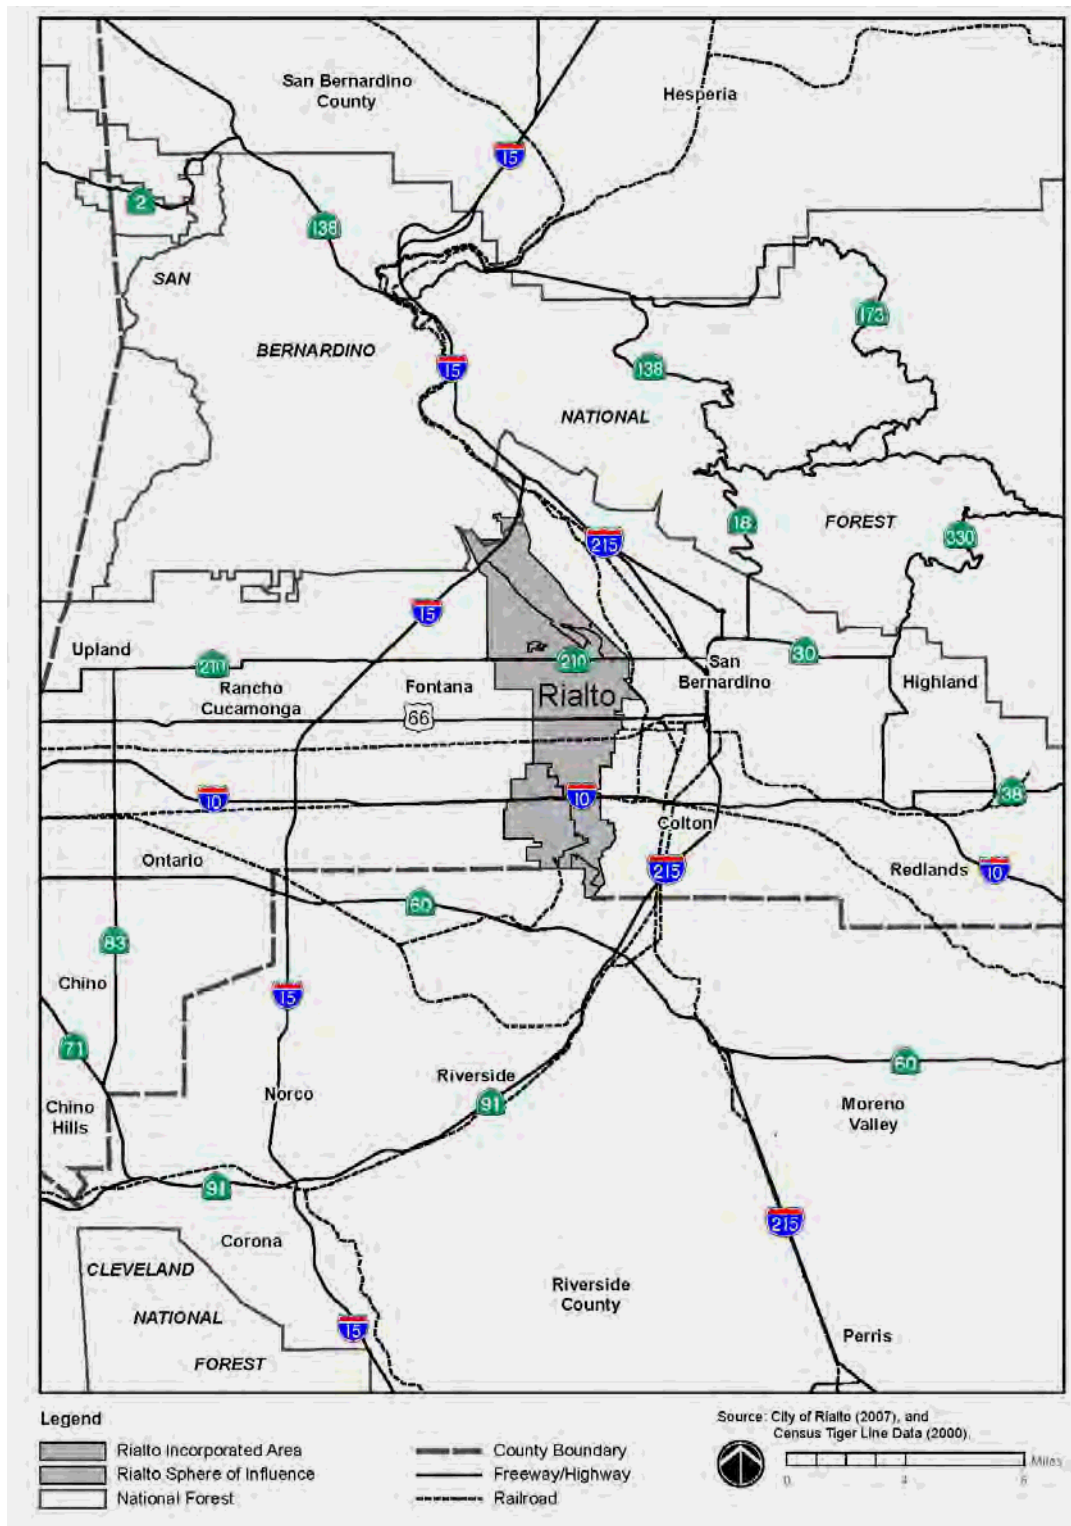 San Bernardino
County
Hesperia
15
2
138
SAN
173
BERNARDINO
15
138
NATIONAL
18
FOREST
330
215
15
Upland
210
210
30
San
Bernardino
Rancho
Cucamonga
Fontana
Rialto
Highland
66
10
10
38
Colton
Ontario
215
Redlands
10
60
83
Chino
15
71
60
Riverside
Norco
91
Chino
Hills
Moreno
Valley
91
215
Corona
CLEVELAND
Riverside
County
NATIONAL
15
Perris
FOREST
Legend
Rialto Incorporated Area
Rialto Sphere of Influence
National Forest
County Boundary
Freeway/Highway
Railroad
Source: City of Rialto (2007), and
Census Tiger Line Data (2000).
Miles
0 4 8